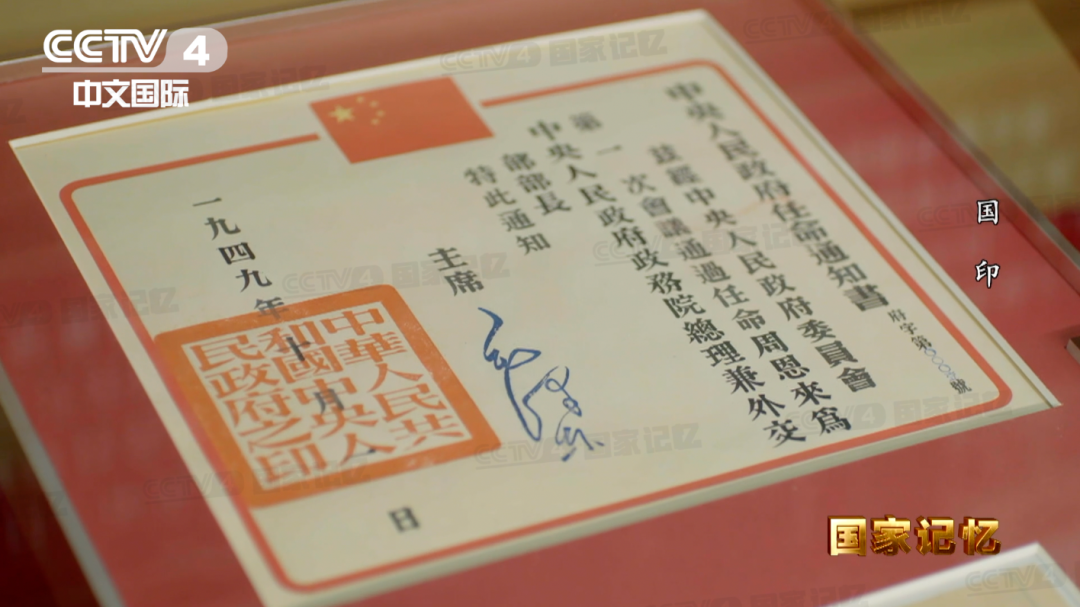 CCTV 4
中文国际
中央人民政府任命通知書
府字第 號
茲經中央人民政府委員會
第一次會議通過任命周恩來爲
中央人民政府政務院總理兼外交
部部長
特此通知
主席
一九四九年十月一日
中華人民共
和國中央人
民政府之印
国印
国家记忆